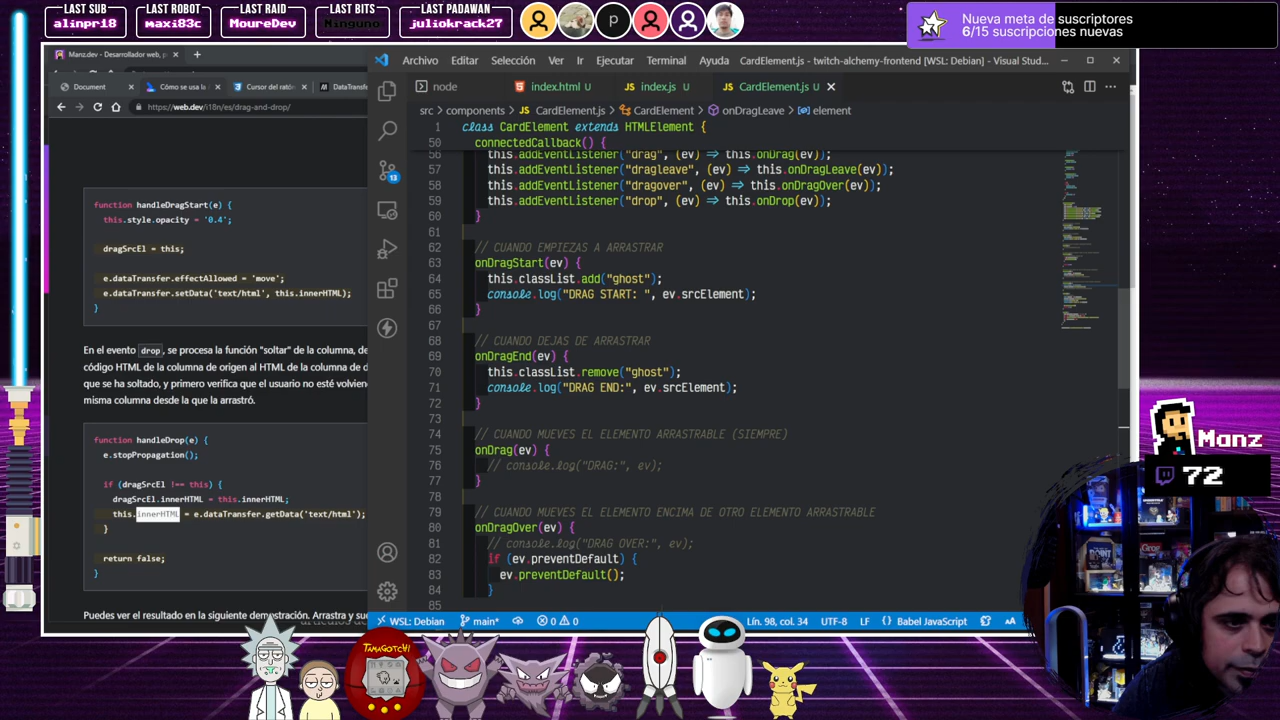 LAST SUB
alinpr18
LAST ROBOT
maxi83c
LAST RAID
MoureDev
LAST BITS
Ninguno
LAST PADAWAN
juliokrack27
P
Nueva meta de suscriptores
6/15 suscripciones nuevas
Manz.dev - Desarrollador web, p
Document
Cómo se usa l
Cursor del ratón
DataTransfe
https://web.dev/i18n/es/drag-and-drop/
function handleDragStart(e) {
this.style.opacity = '0.4';
dragSrcEl = this;
e.dataTransfer.effectAllowed = 'move';
e.dataTransfer.setData('text/html', this.innerHTML);
}
En el evento drop, se procesa la función "soltar" de la columna, de
código HTML de la columna de origen al HTML de la columna de d
que se ha soltado, y primero verifica que el usuario no esté volvien
misma columna desde la que la arrastró.
function handleDrop(e) {
e.stopPropagation();
if (dragSrcEl !== this) {
dragSrcEl.innerHTML = this.innerHTML;
this.innerHTML = e.dataTransfer.getData('text/html');
}
return false;
}
Puedes ver el resultado en la siguiente demostración. Arrastra y sue
Archivo Editar Selección Ver Ir Ejecutar Terminal Ayuda CardElement.js - twitch-alchemy-frontend [WSL: Debian] - Visual Stud...
node
index.html U
index.js U
CardElement.js U
src > components > CardElement.js > CardElement > onDragLeave > element
1 class CardElement extends HTMLElement {
50 connectedCallback() {
56 this.addEventListener("drag", (ev) => this.onDrag(ev));
57 this.addEventListener("dragleave", (ev) => this.onDragLeave(ev));
58 this.addEventListener("dragover", (ev) => this.onDragOver(ev));
59 this.addEventListener("drop", (ev) => this.onDrop(ev));
60 }
61
62 // CUANDO EMPIEZAS A ARRASTRAR
63 onDragStart(ev) {
64 this.classList.add("ghost");
65 console.log("DRAG START: ", ev.srcElement);
66 }
67
68 // CUANDO DEJAS DE ARRASTRAR
69 onDragEnd(ev) {
70 this.classList.remove("ghost");
71 console.log("DRAG END:", ev.srcElement);
72 }
73
74 // CUANDO MUEVES EL ELEMENTO ARRASTRABLE (SIEMPRE)
75 onDrag(ev) {
76 // console.log("DRAG:", ev);
77 }
78
79 // CUANDO MUEVES EL ELEMENTO ENCIMA DE OTRO ELEMENTO ARRASTRABLE
80 onDragOver(ev) {
81 // console.log("DRAG OVER:", ev);
82 if (ev.preventDefault) {
83 ev.preventDefault();
84 }
85
13
WSL: Debian main* 0 0 Lín. 98, col. 34 UTF-8 LF {} Babel JavaScript
Manz
72
TAMAGOTCHI